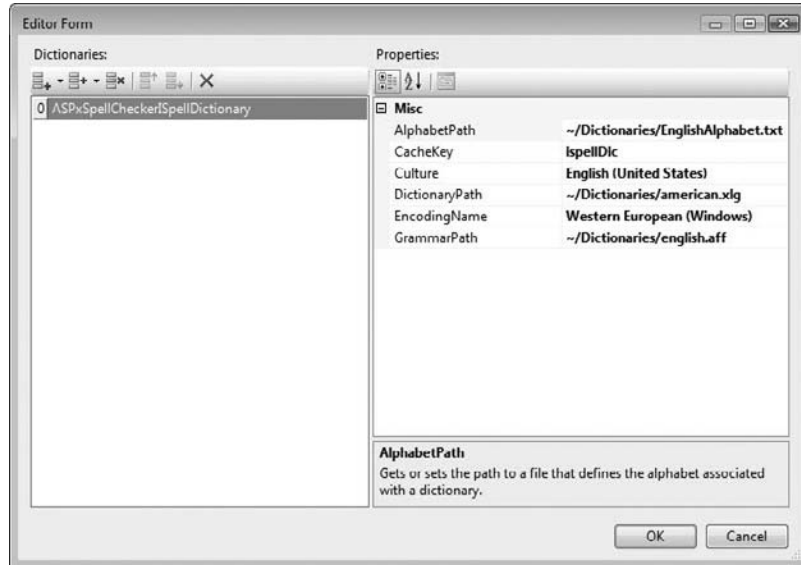 Editor Form
Dictionaries:
0 ASPxSpellCheckerISpellDictionary
Properties:
Misc
AlphabetPath ~/Dictionaries/EnglishAlphabet.txt
CacheKey IspellDic
Culture English (United States)
DictionaryPath ~/Dictionaries/american.xlg
EncodingName Western European (Windows)
GrammarPath ~/Dictionaries/english.aff
AlphabetPath
Gets or sets the path to a file that defines the alphabet associated
with a dictionary.
OK Cancel